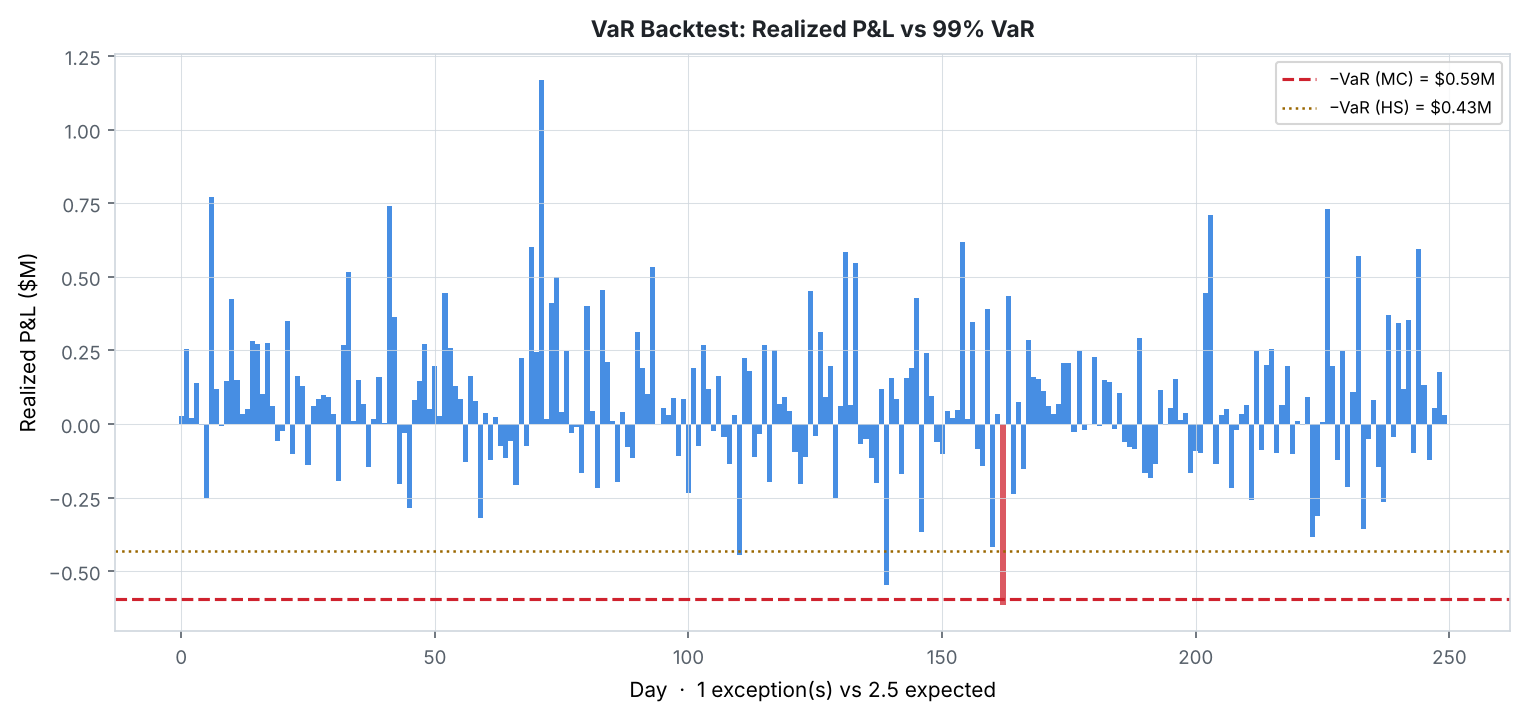 VaR Backtest: Realized P&L vs 99% VaR
−VaR (MC) = $0.59M
−VaR (HS) = $0.43M
Realized P&L ($M)
1.25
1.00
0.75
0.50
0.25
0.00
−0.25
−0.50
0 50 100 150 200 250
Day · 1 exception(s) vs 2.5 expected